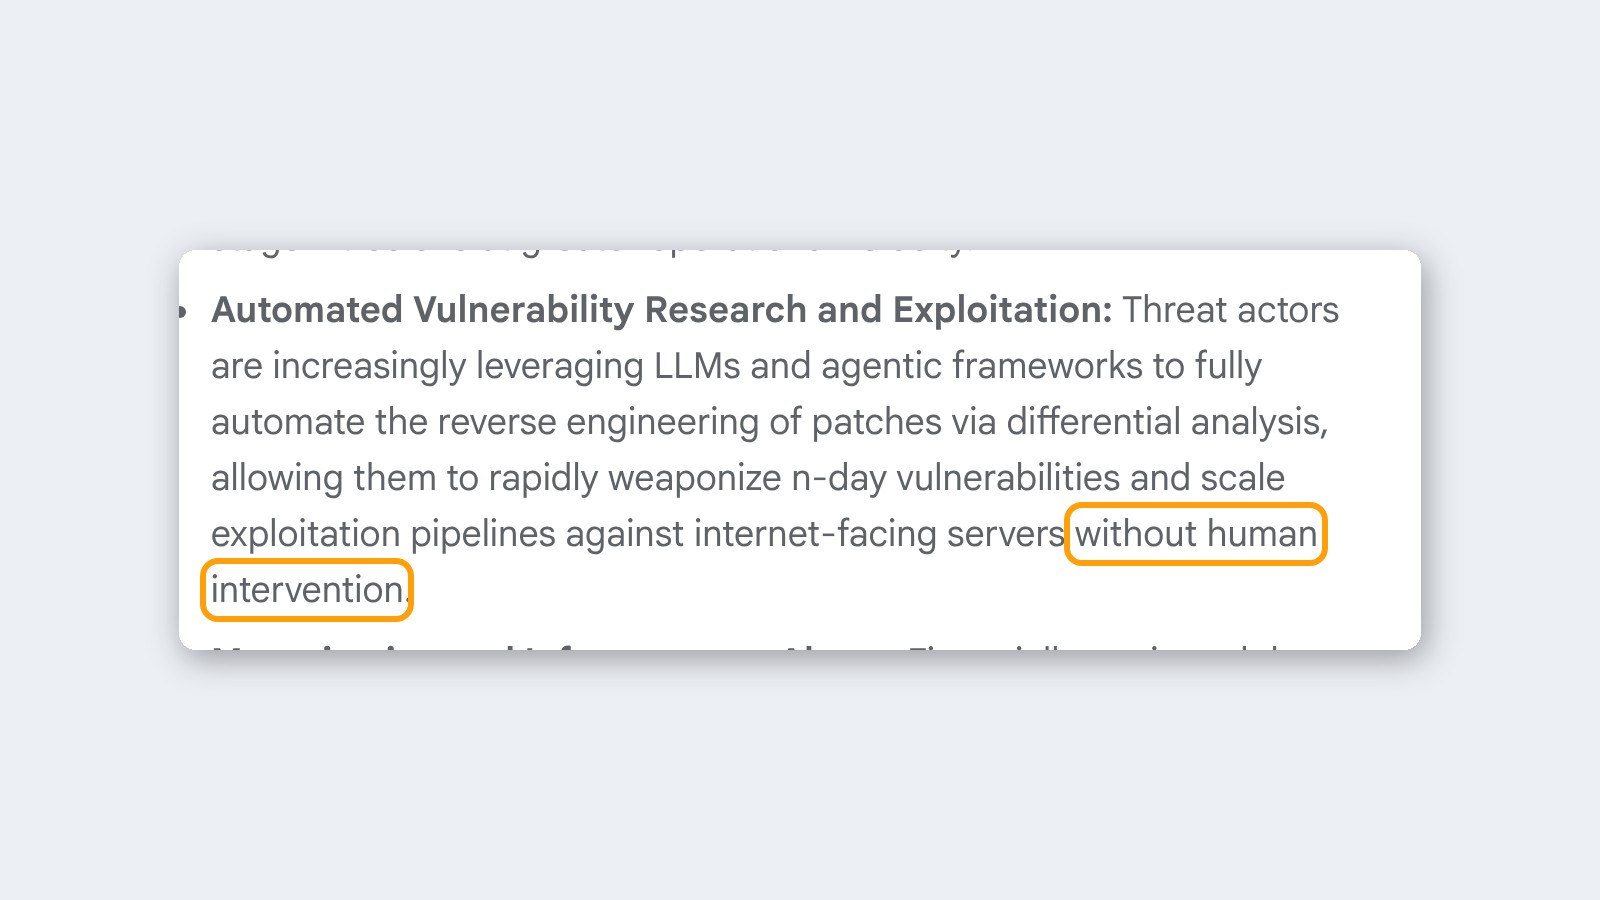 • Automated Vulnerability Research and Exploitation: Threat actors
are increasingly leveraging LLMs and agentic frameworks to fully
automate the reverse engineering of patches via differential analysis,
allowing them to rapidly weaponize n-day vulnerabilities and scale
exploitation pipelines against internet-facing servers without human
intervention.